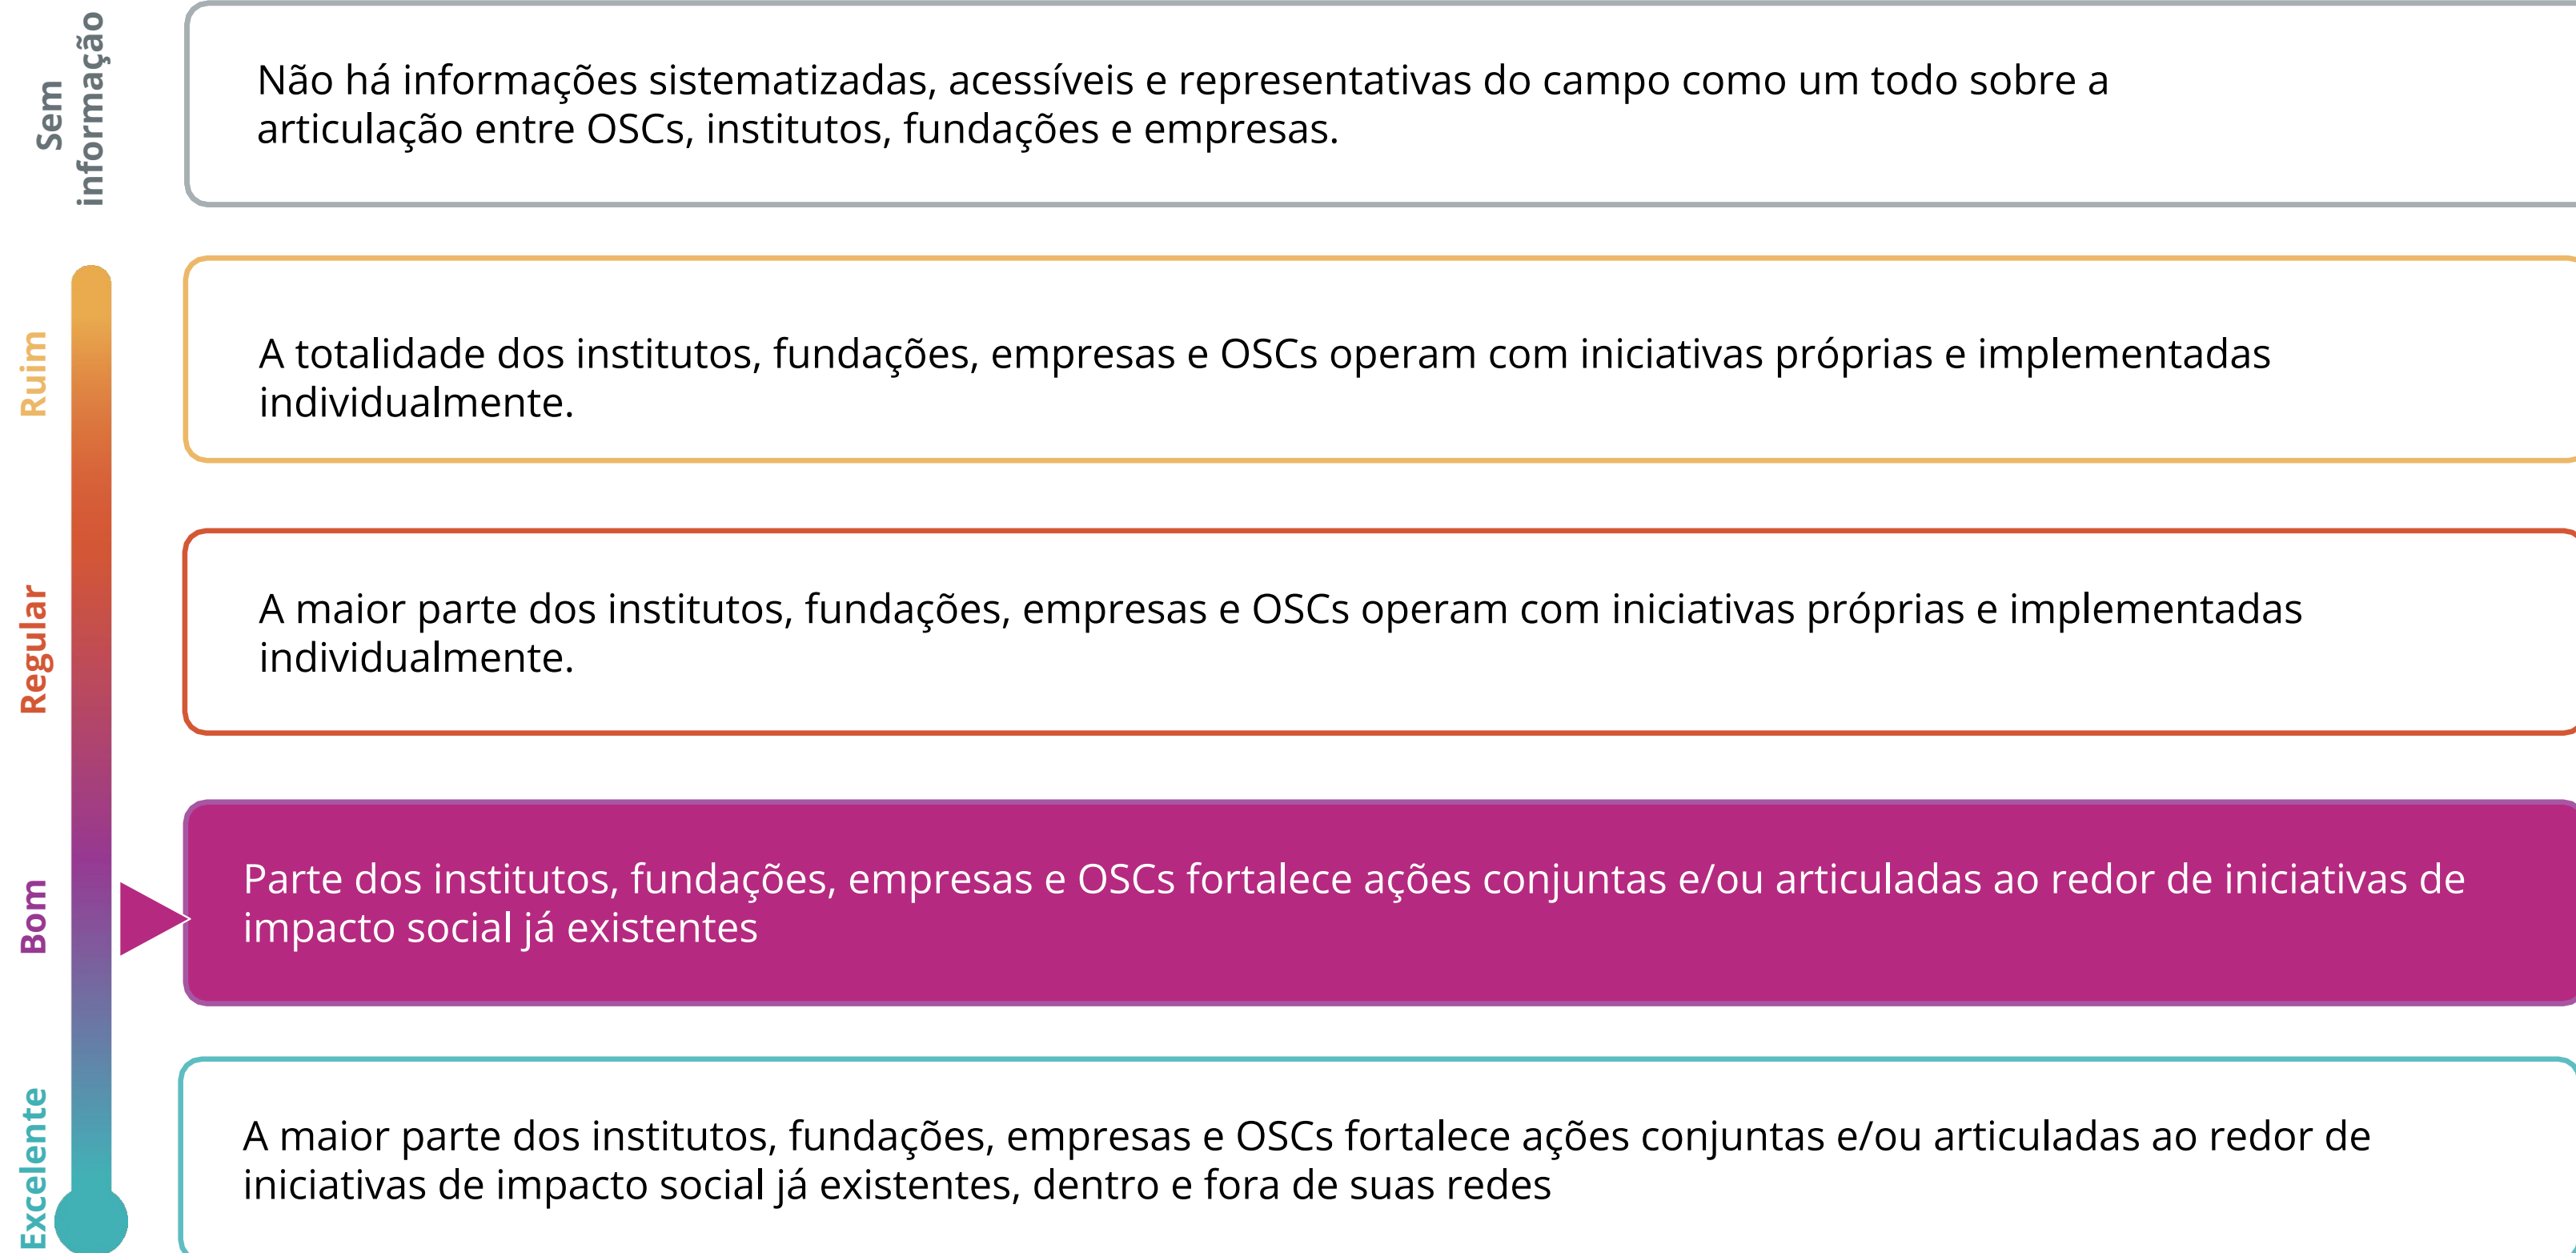 Sem
informação
Não há informações sistematizadas, acessíveis e representativas do campo como um todo sobre a
articulação entre OSCs, institutos, fundações e empresas.
Ruim
A totalidade dos institutos, fundações, empresas e OSCs operam com iniciativas próprias e implementadas
individualmente.
Regular
A maior parte dos institutos, fundações, empresas e OSCs operam com iniciativas próprias e implementadas
individualmente.
Bom
Parte dos institutos, fundações, empresas e OSCs fortalece ações conjuntas e/ou articuladas ao redor de iniciativas de
impacto social já existentes
Excelente
A maior parte dos institutos, fundações, empresas e OSCs fortalece ações conjuntas e/ou articuladas ao redor de
iniciativas de impacto social já existentes, dentro e fora de suas redes